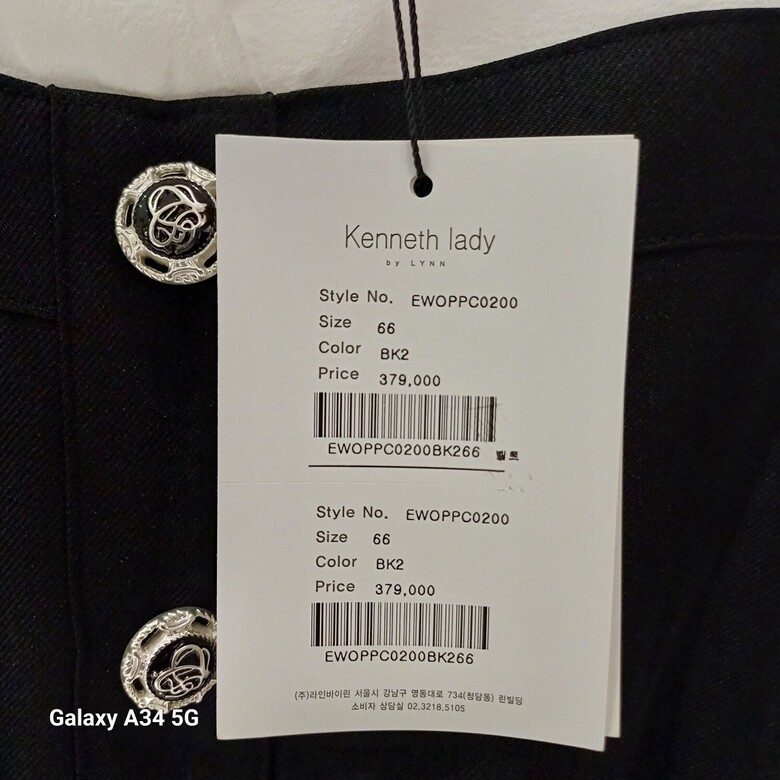 Kenneth lady
by LYNN
Style No. EWOPPC0200
Size 66
Color BK2
Price 379,000
EWOPPC0200BK266 벨트
Style No. EWOPPC0200
Size 66
Color BK2
Price 379,000
EWOPPC0200BK266
(주)라인바이린 서울시 강남구 영동대로 734(청담동) 린빌딩
소비자 상담실 02.3218.5105
Galaxy A34 5G